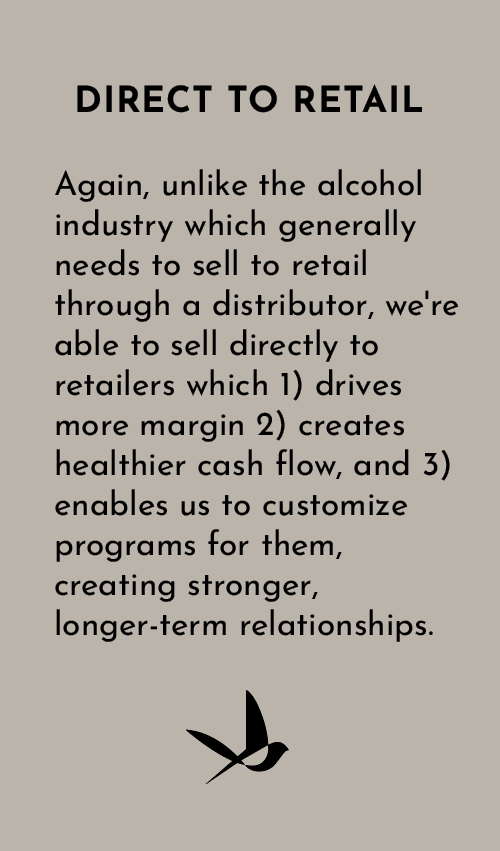 DIRECT TO RETAIL
Again, unlike the alcohol
industry which generally
needs to sell to retail
through a distributor, we're
able to sell directly to
retailers which 1) drives
more margin 2) creates
healthier cash flow, and 3)
enables us to customize
programs for them,
creating stronger,
longer-term relationships.